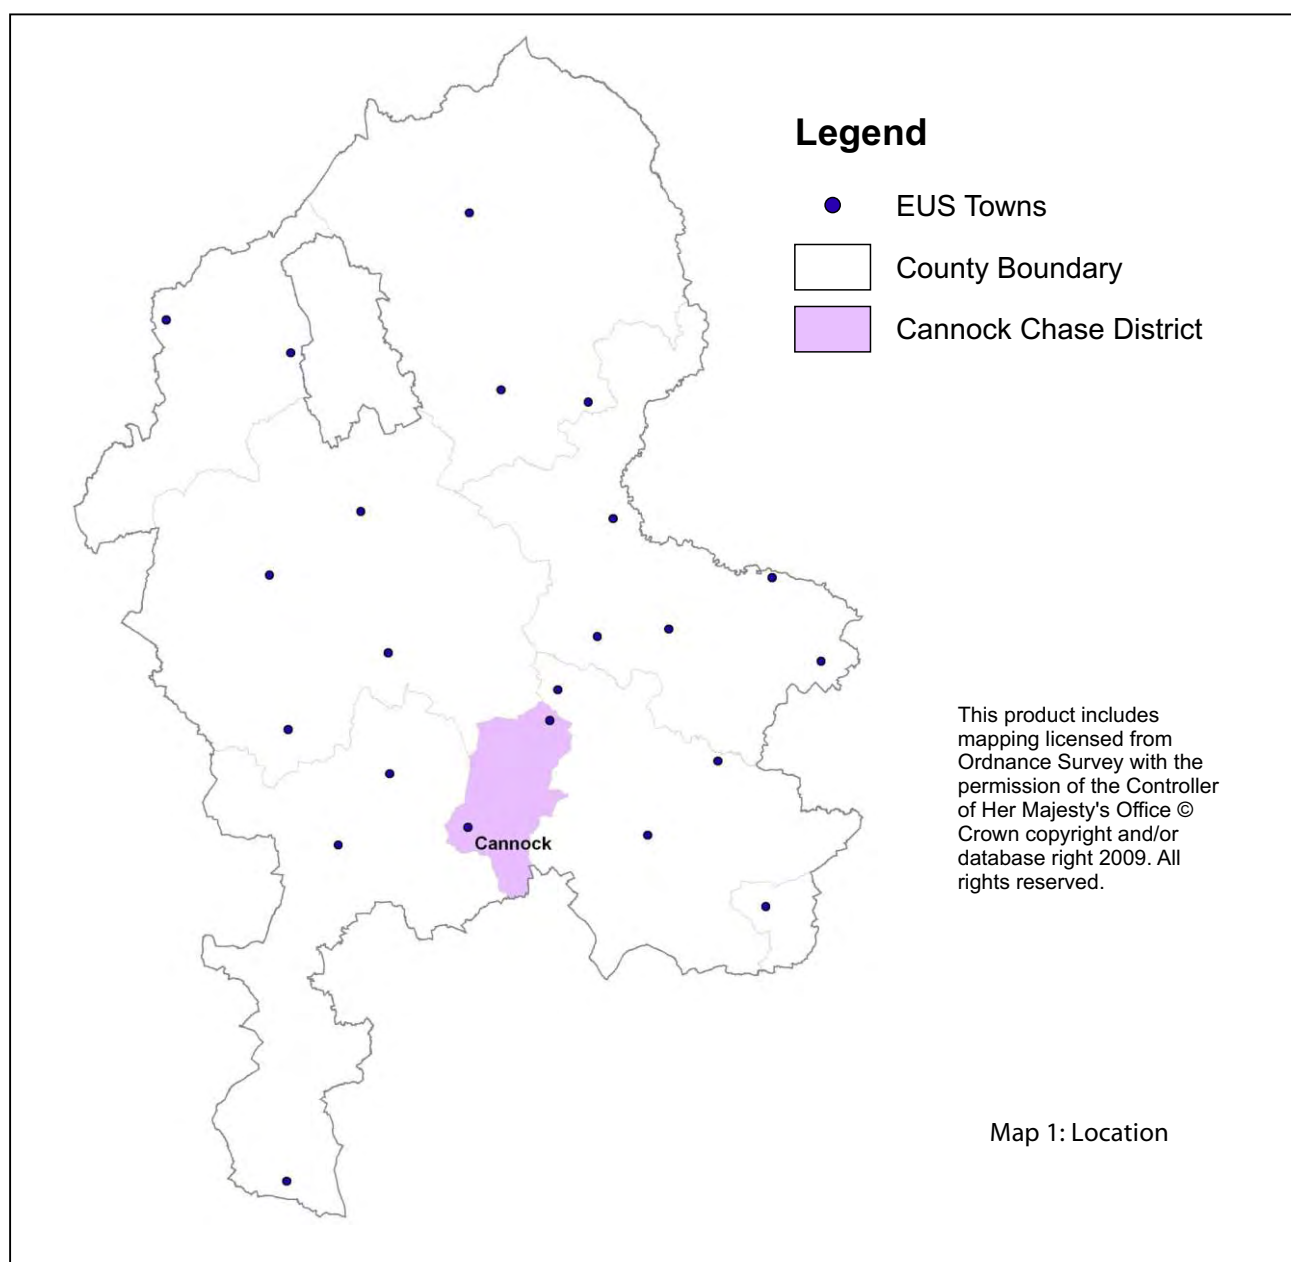 Legend
EUS Towns
County Boundary
Cannock Chase District
This product includes
mapping licensed from
Ordnance Survey with the
permission of the Controller
of Her Majesty's Office ©
Crown copyright and/or
database right 2009. All
rights reserved.
Cannock
Map 1: Location